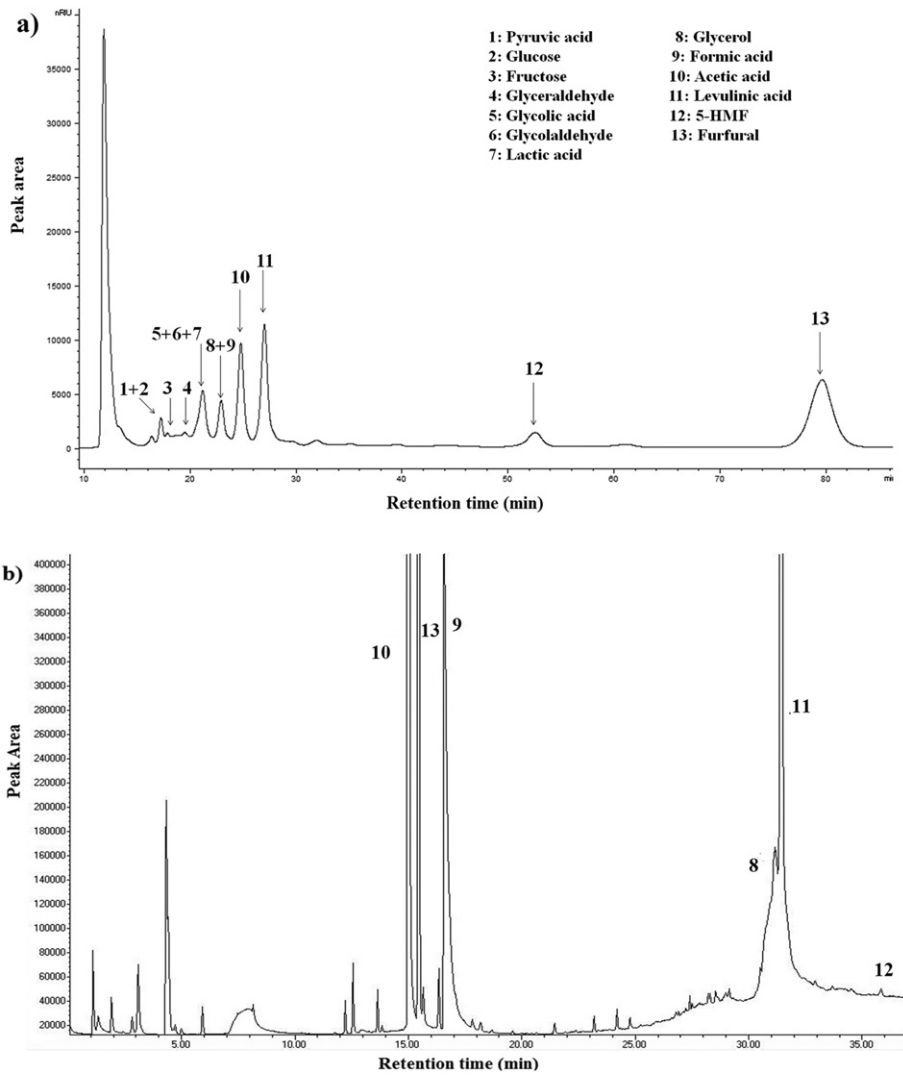 a)
nRIU
35000
30000
25000
20000
15000
10000
5000
0
Peak area
1: Pyruvic acid
2: Glucose
3: Fructose
4: Glyceraldehyde
5: Glycolic acid
6: Glycolaldehyde
7: Lactic acid
8: Glycerol
9: Formic acid
10: Acetic acid
11: Levulinic acid
12: 5-HMF
13: Furfural
1+2
3
4
5+6+7
8+9
10
11
12
13
10 20 30 40 50 60 70 80
Retention time (min)
b)
400000
380000
360000
340000
320000
300000
280000
260000
240000
220000
200000
180000
160000
140000
120000
100000
80000
60000
40000
20000
Peak Area
10
13
9
8
11
12
5.00 10.00 15.00 20.00 25.00 30.00 35.00
Retention time (min)